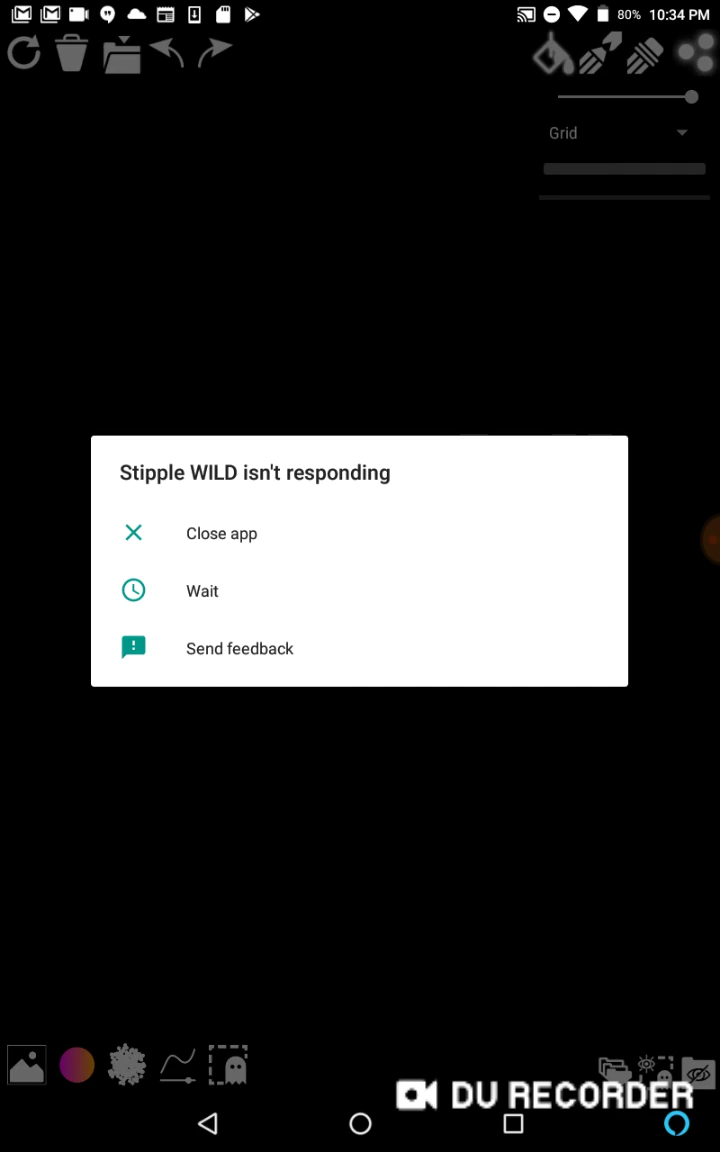 80% 10:34 PM
Grid
Stipple WILD isn't responding
Close app
Wait
Send feedback
DU RECORDER